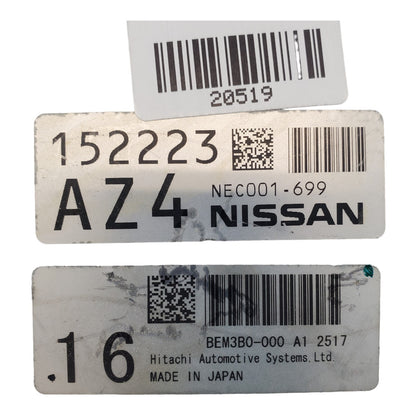 20519
152223
NEC001-699
AZ4 NISSAN
BEM3B0-000 A1 2517
.16 Hitachi Automotive Systems,Ltd.
MADE IN JAPAN